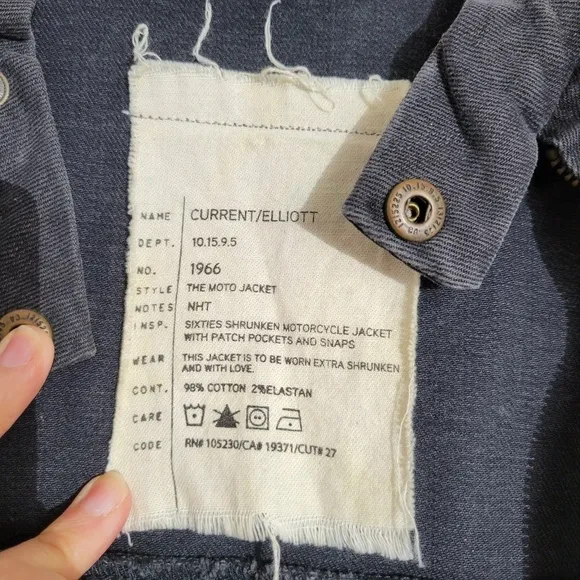 NAME CURRENT/ELLIOTT
DEPT. 10.15.9.5
NO. 1966
STYLE THE MOTO JACKET
NOTES NHT
INSP. SIXTIES SHRUNKEN MOTORCYCLE JACKET
WITH PATCH POCKETS AND SNAPS
WEAR THIS JACKET IS TO BE WORN EXTRA SHRUNKEN
AND WITH LOVE.
CONT. 98% COTTON 2%ELASTAN
CARE
CODE RN# 105230/CA# 19371/CUT# 27